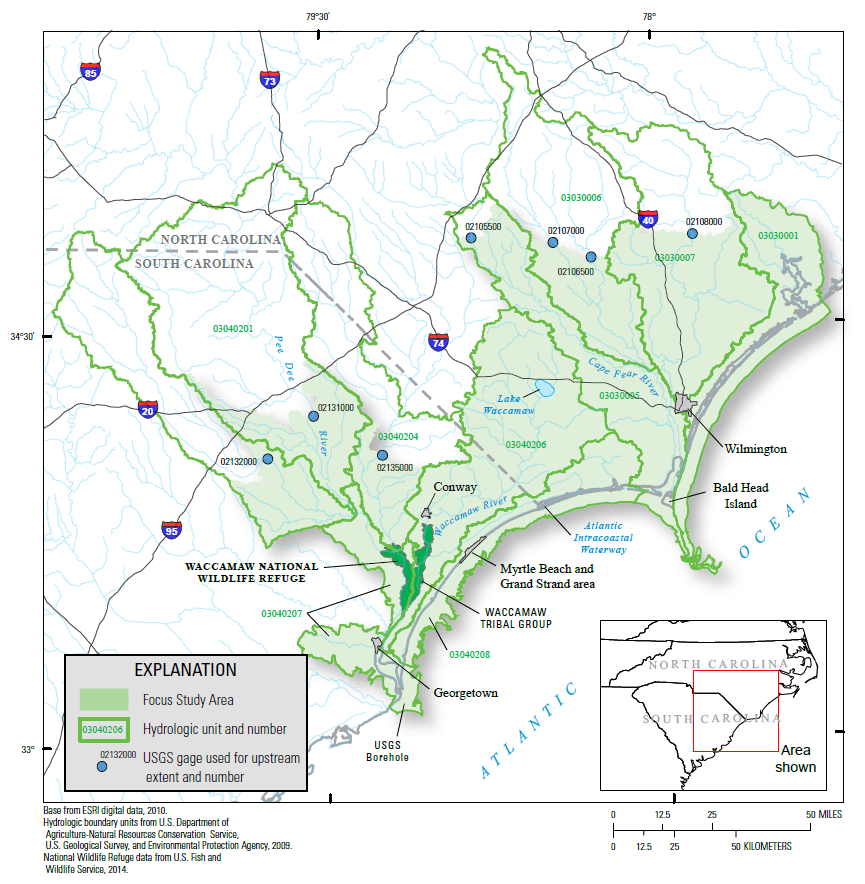 79°30'
78°
85
73
03030006
40
02105500
02107000
02108000
03030001
NORTH CAROLINA
SOUTH CAROLINA
02106500
03030007
03040201
34°30'
74
Pee Dee
River
Cape Fear River
20
Lake
Waccamaw
03030005
02131000
03040204
03040206
02132000
02135000
Wilmington
Conway
Bald Head
Island
Waccamaw River
OCEAN
95
Atlantic
Intracoastal
Waterway
WACCAMAW NATIONAL
WILDLIFE REFUGE
Myrtle Beach and
Grand Strand area
03040207
WACCAMAW
TRIBAL GROUP
03040208
EXPLANATION
Focus Study Area
03040206
Hydrologic unit and number
02132000
USGS gage used for upstream
extent and number
Georgetown
ATLANTIC
USGS
Borehole
33°
NORTH CAROLINA
SOUTH CAROLINA
Area
shown
Base from ESRI digital data, 2010.
Hydrologic boundary units from U.S. Department of
Agriculture-Natural Resources Conservation Service,
U.S. Geological Survey, and Environmental Protection Agency, 2009.
National Wildlife Refuge data from U.S. Fish and
Wildlife Service, 2014.
0 12.5 25 50 MILES
0 12.5 25 50 KILOMETERS